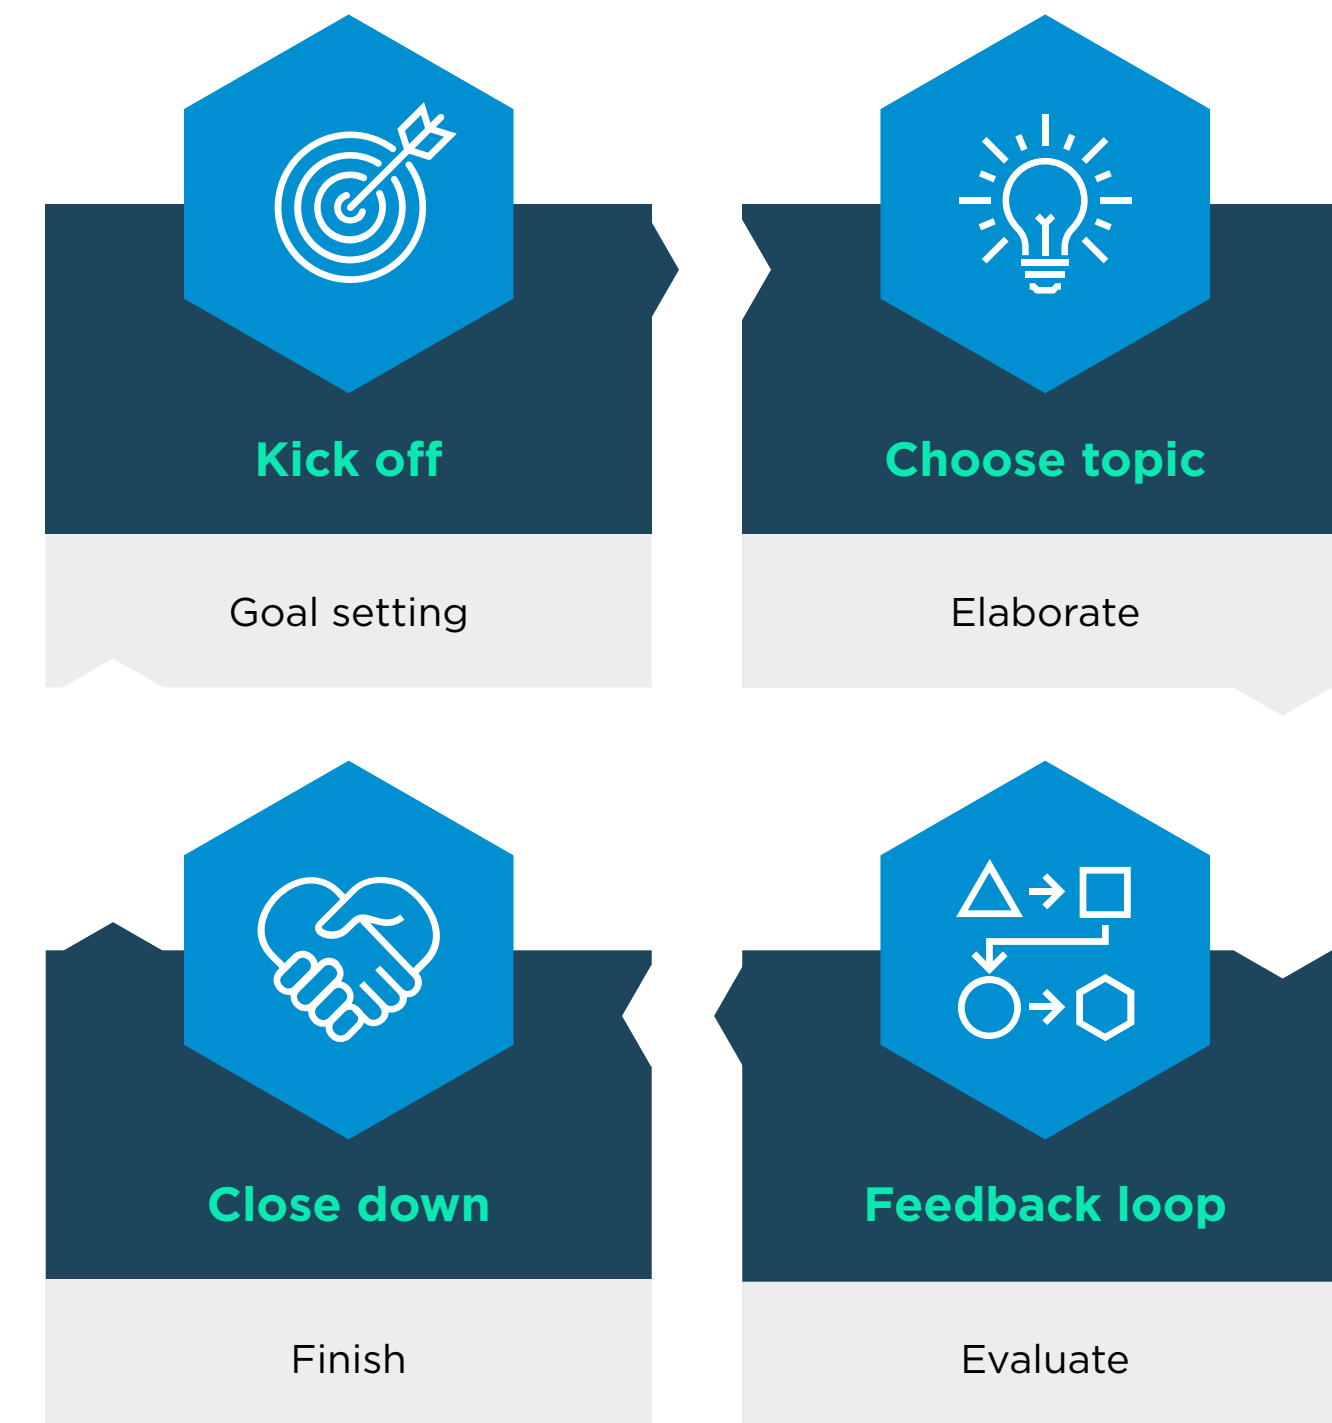 Kick off
Goal setting
Choose topic
Elaborate
Close down
Finish
Feedback loop
Evaluate